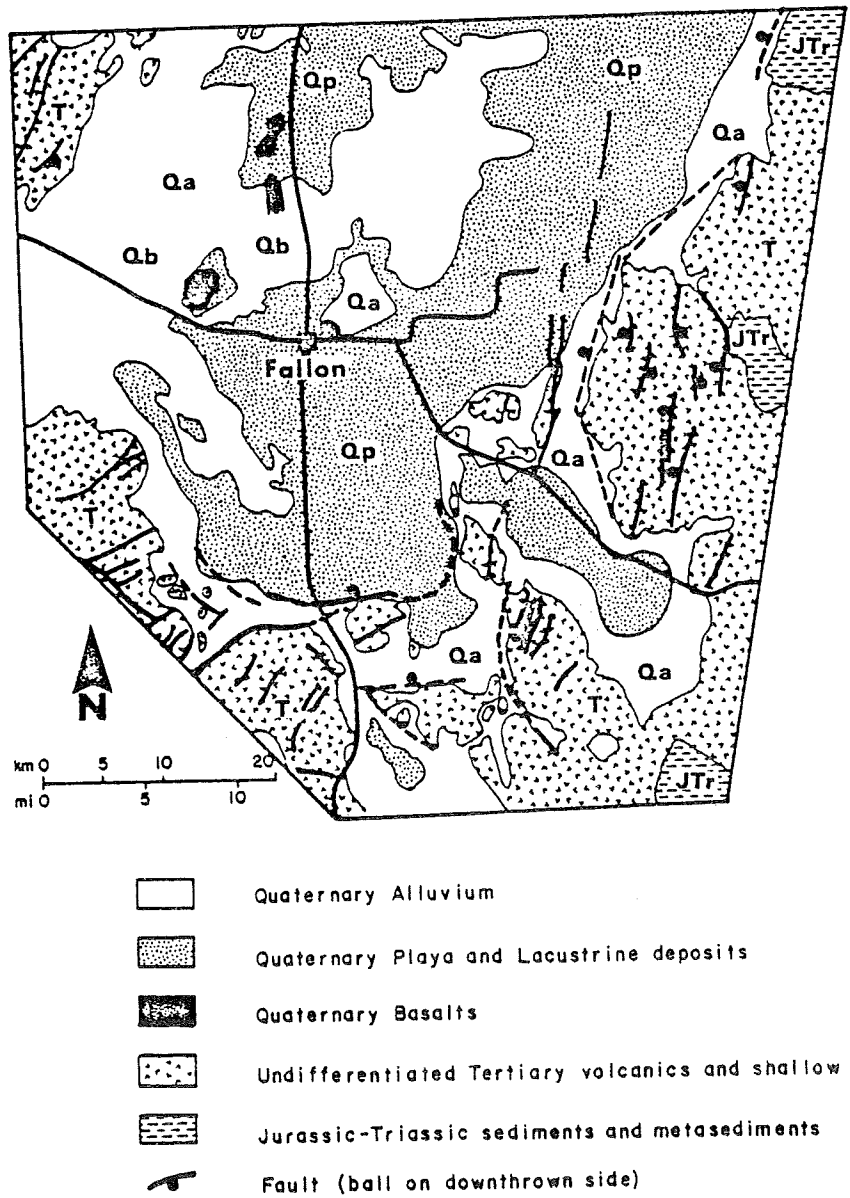 Qp
Qp
JTr
T
Qa
Qa
T
Qb
Qb
Qa
JTr
Fallon
Qp
Qa
T
Qa
Qa
T
T
N
JTr
km 0 5 10 20
mi 0 5 10
Quaternary Alluvium
Quaternary Playa and Lacustrine deposits
Quaternary Basalts
Undifferentiated Tertiary volcanics and shallow
Jurassic-Triassic sediments and metasediments
Fault (ball on downthrown side)